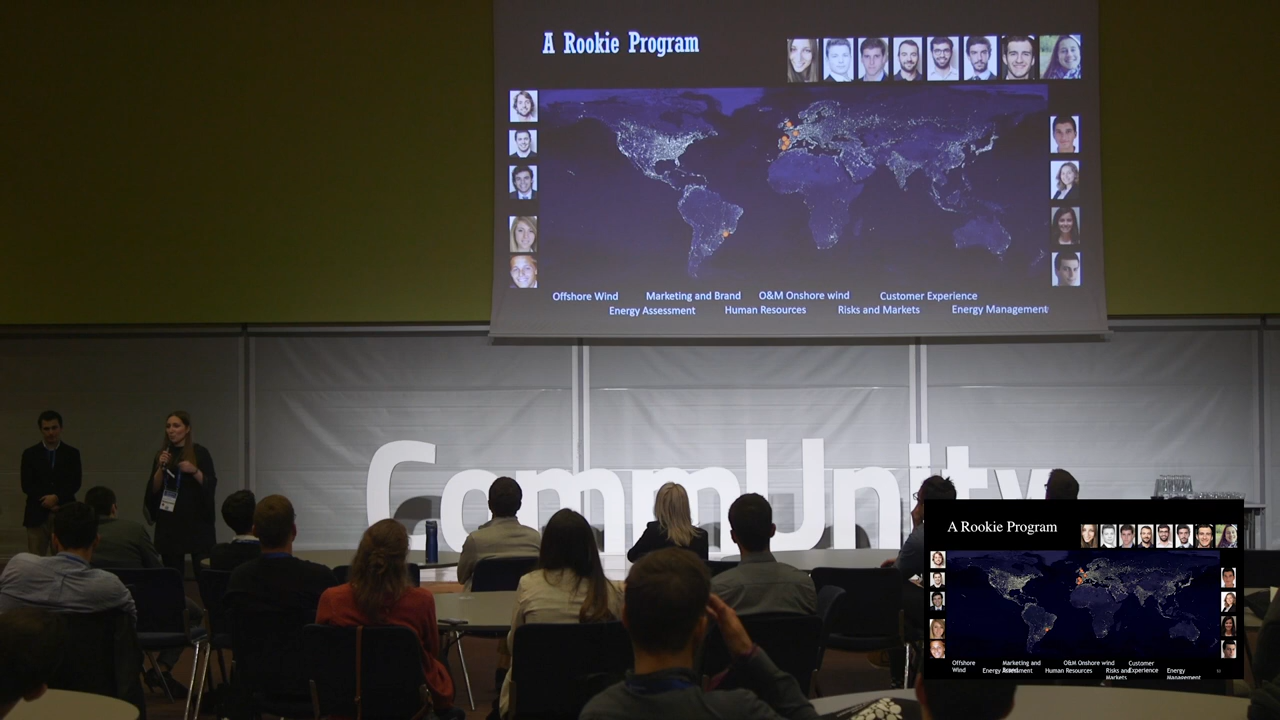 A Rookie Program
Offshore Wind
Marketing and Brand
O&M Onshore wind
Customer Experience
Energy Assessment
Human Resources
Risks and Markets
Energy Management
CommUnity
A Rookie Program
Offshore
Wind
Marketing and
Brand
O&M Onshore wind
Customer
Experience
Energy Assessment
Human Resources
Risks and
Markets
Energy
Management